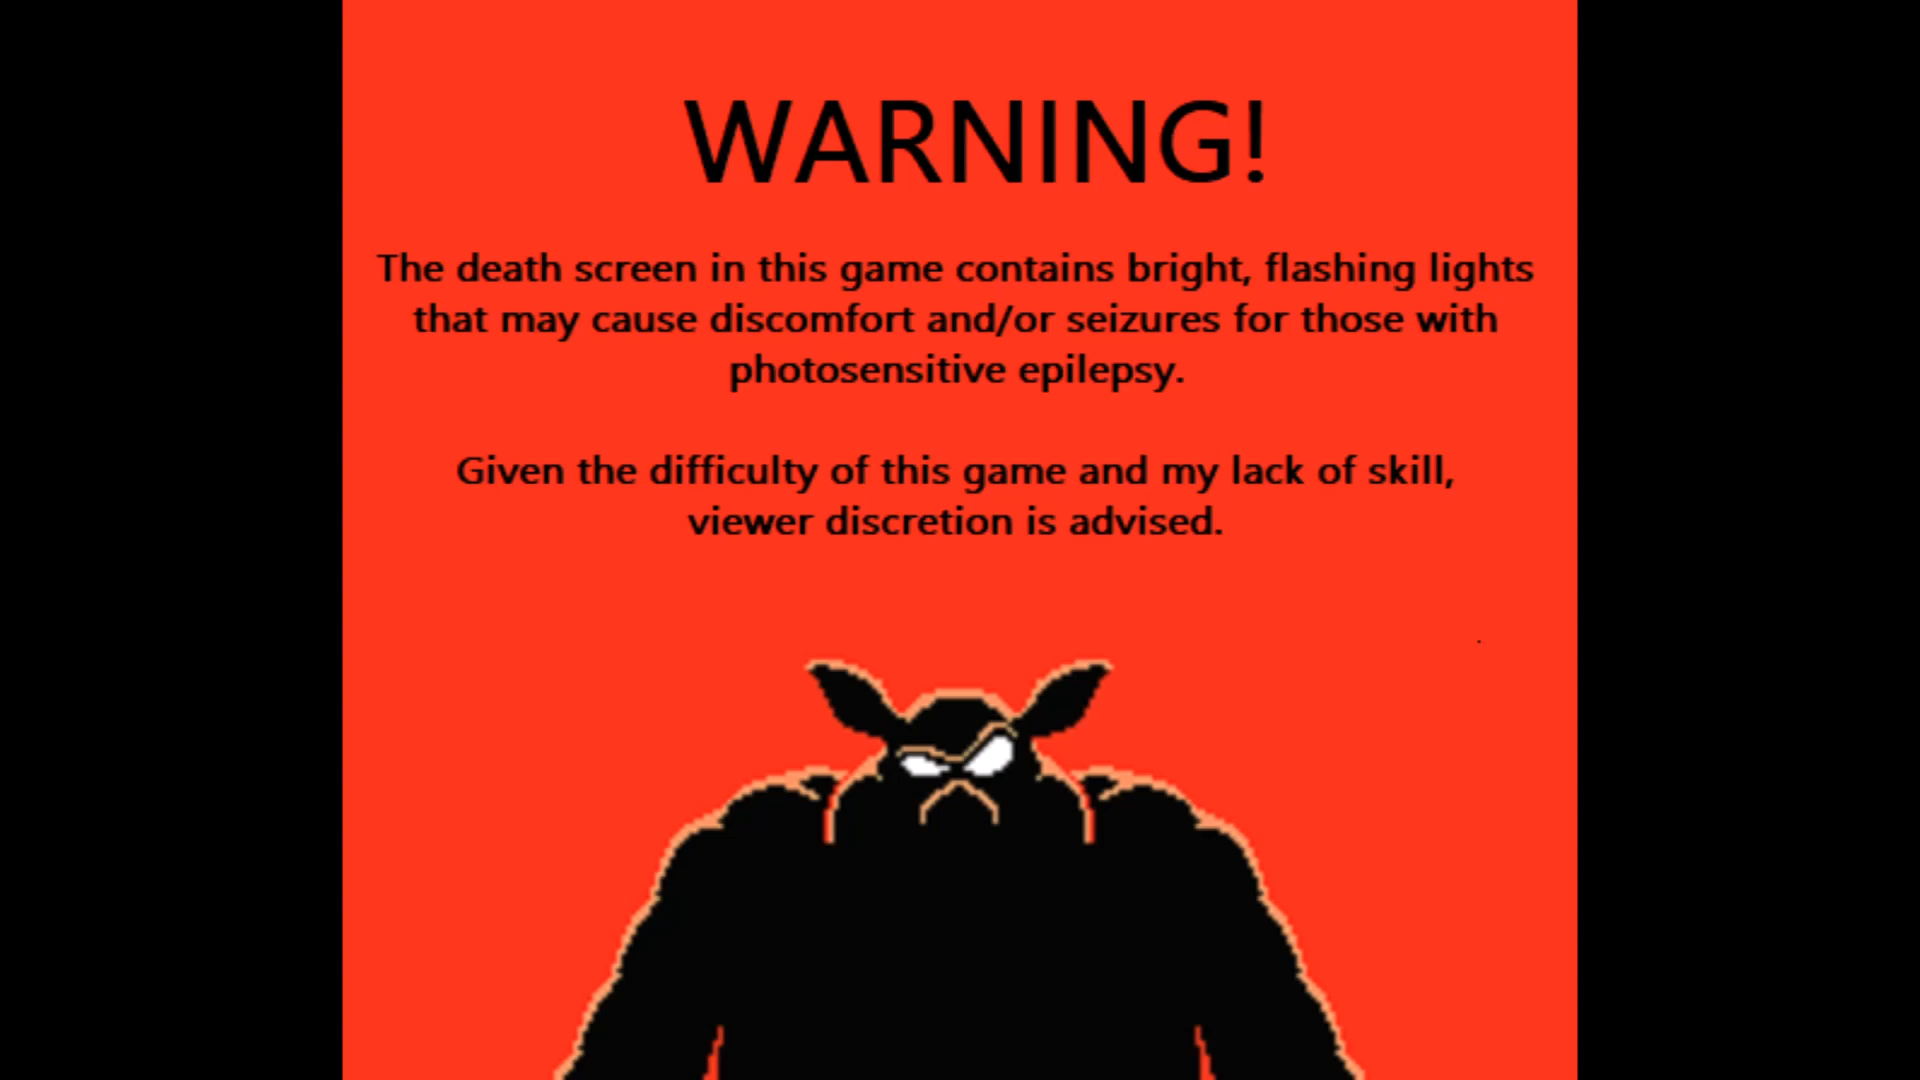 WARNING!
The death screen in this game contains bright, flashing lights
that may cause discomfort and/or seizures for those with
photosensitive epilepsy.
Given the difficulty of this game and my lack of skill,
viewer discretion is advised.